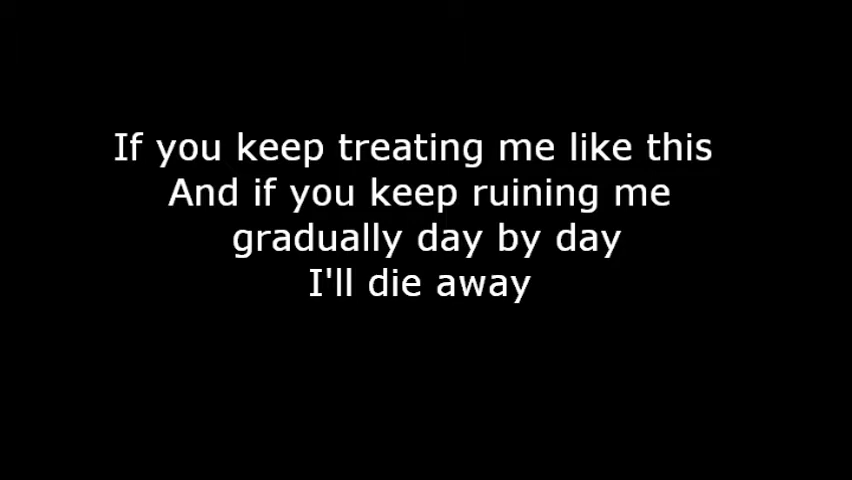 If you keep treating me like this
And if you keep ruining me
gradually day by day
I'll die away